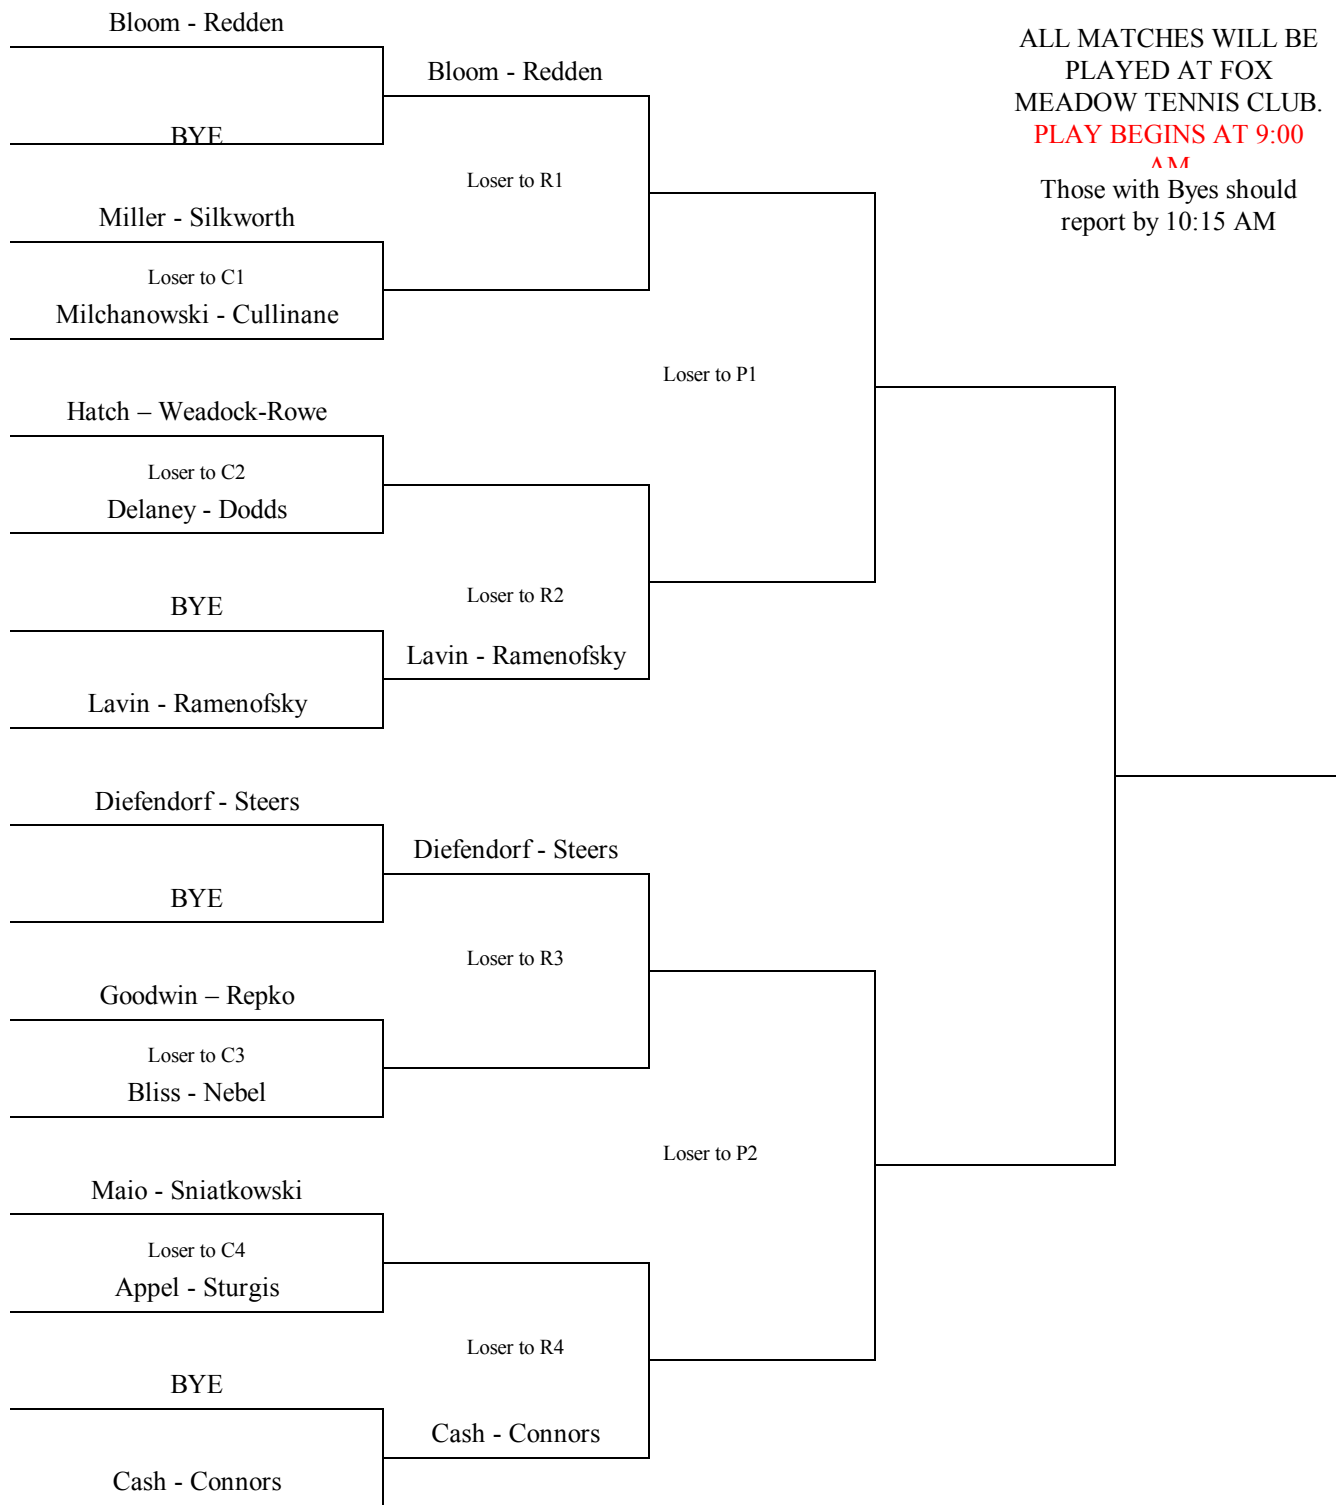 Bloom - Redden
ALL MATCHES WILL BE
PLAYED AT FOX
MEADOW TENNIS CLUB.
PLAY BEGINS AT 9:00
AM
Those with Byes should
report by 10:15 AM
Bloom - Redden
BYE
Loser to R1
Miller - Silkworth
Loser to C1
Milchanowski - Cullinane
Loser to P1
Hatch – Weadock-Rowe
Loser to C2
Delaney - Dodds
Loser to R2
BYE
Lavin - Ramenofsky
Lavin - Ramenofsky
Diefendorf - Steers
Diefendorf - Steers
BYE
Loser to R3
Goodwin – Repko
Loser to C3
Bliss - Nebel
Loser to P2
Maio - Sniatkowski
Loser to C4
Appel - Sturgis
Loser to R4
BYE
Cash - Connors
Cash - Connors